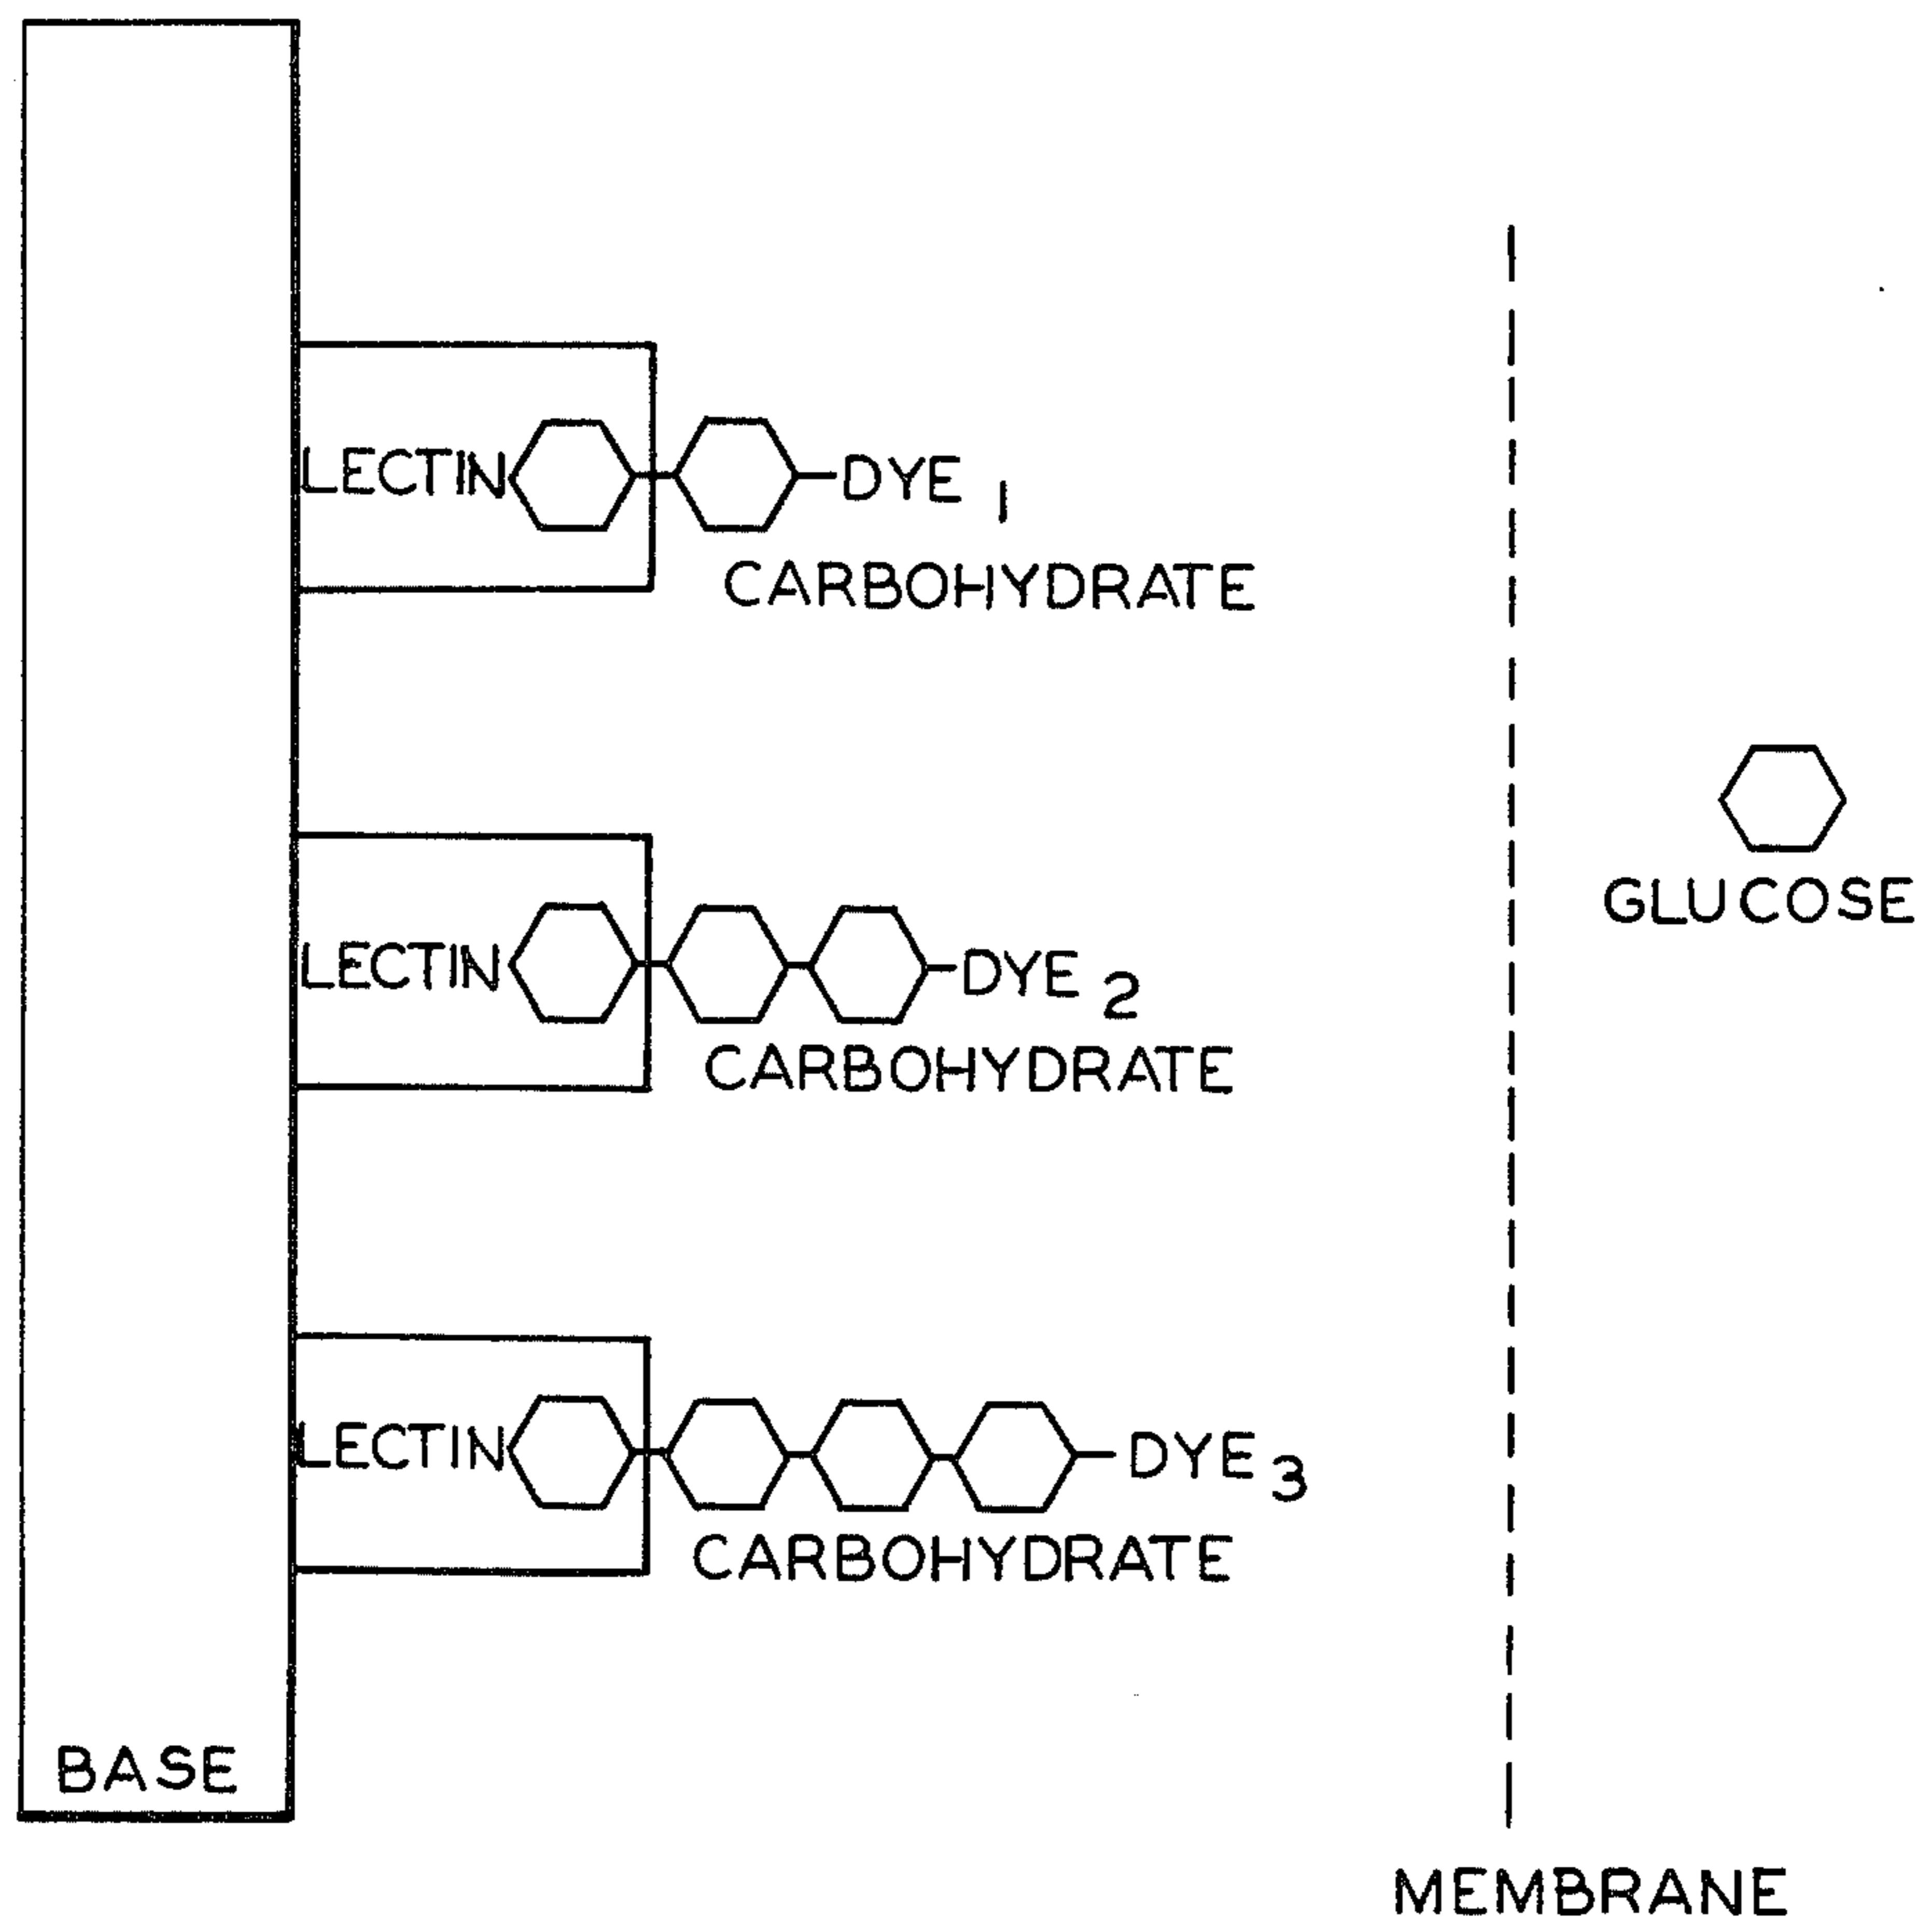 LECTIN DYE 1
CARBOHYDRATE
GLUCOSE
LECTIN DYE 2
CARBOHYDRATE
LECTIN DYE 3
CARBOHYDRATE
BASE
MEMBRANE